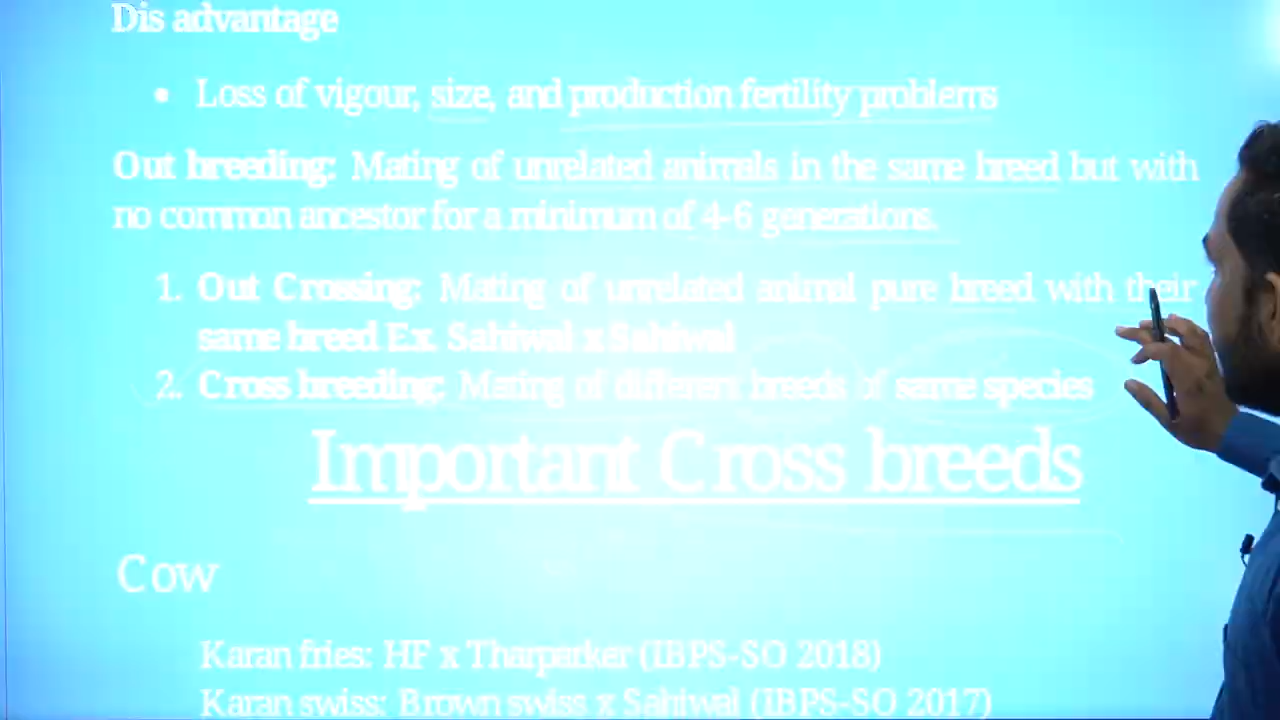 Dis advantage
• Loss of vigour, size, and production fertility problems
Out breeding: Mating of unrelated animals in the same breed but with
no common ancestor for a minimum of 4-6 generations.
1. Out Crossing: Mating of unrelated animal pure breed with their
same breed Ex. Sahiwal x Sahiwal
2. Cross breeding: Mating of different breeds of same species
Important Cross breeds
Cow
Karan fries: HF x Tharparker (IBPS-SO 2018)
Karan swiss: Brown swiss x Sahiwal (IBPS-SO 2017)